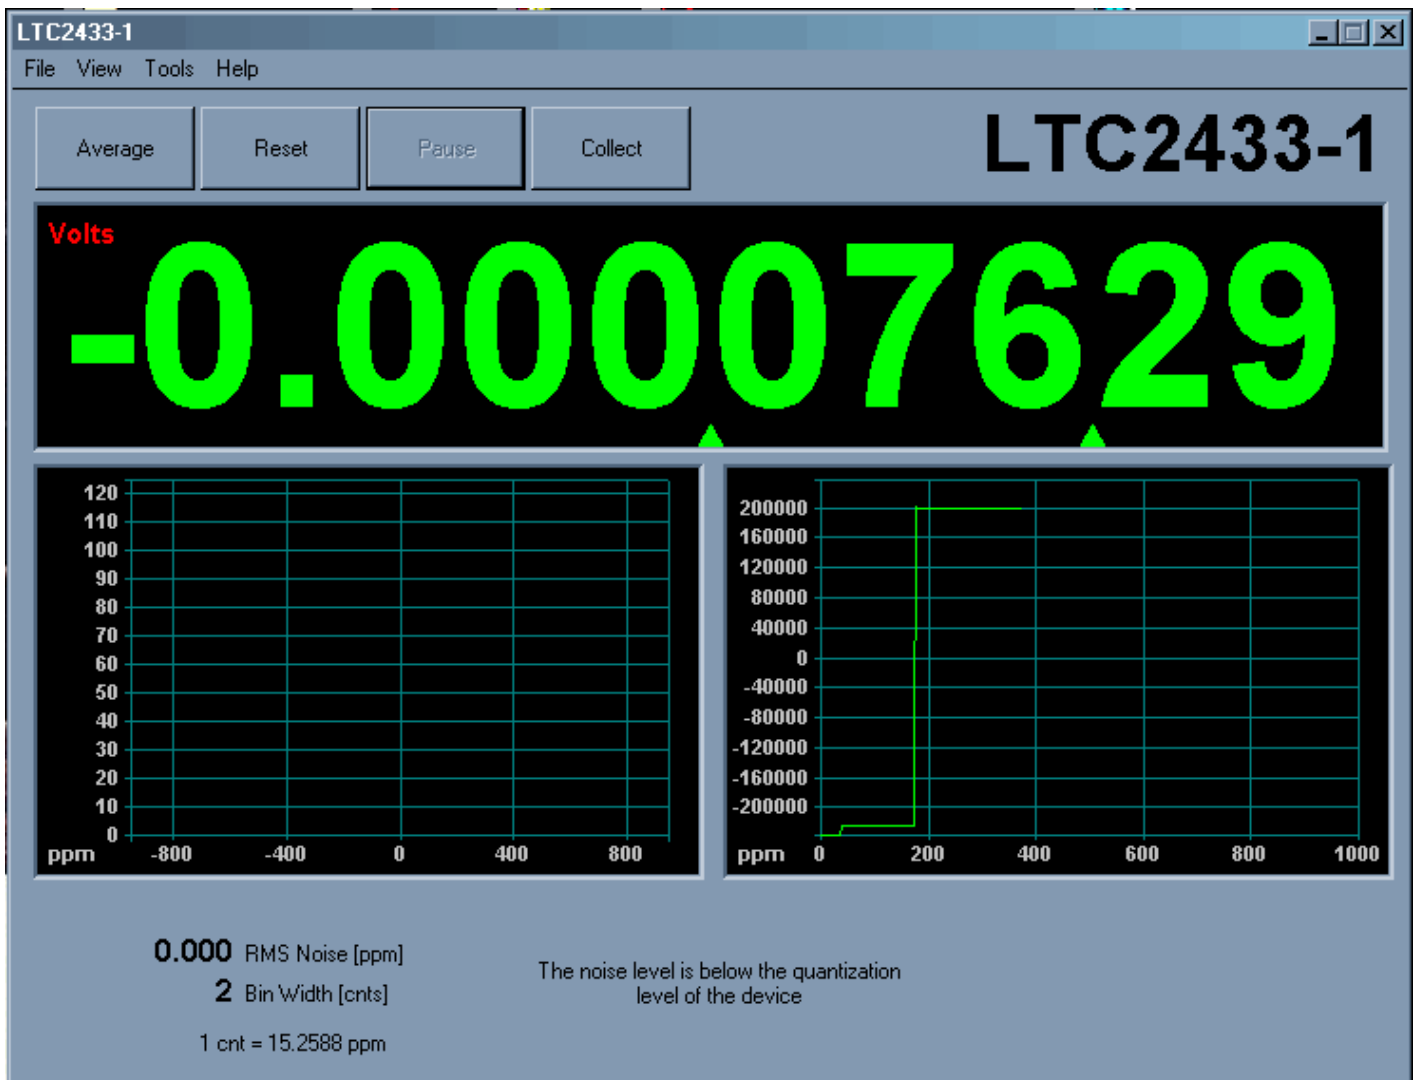 LTC2433-1
File View Tools Help
Average Reset Pause Collect
LTC2433-1
Volts
-0.00007629
120
110
100
90
80
70
60
50
40
30
20
10
0
ppm -800 -400 0 400 800
200000
160000
120000
80000
40000
0
-40000
-80000
-120000
-160000
-200000
ppm 0 200 400 600 800 1000
0.000 RMS Noise [ppm]
2 Bin Width [cnts]
1 cnt = 15.2588 ppm
The noise level is below the quantization
level of the device